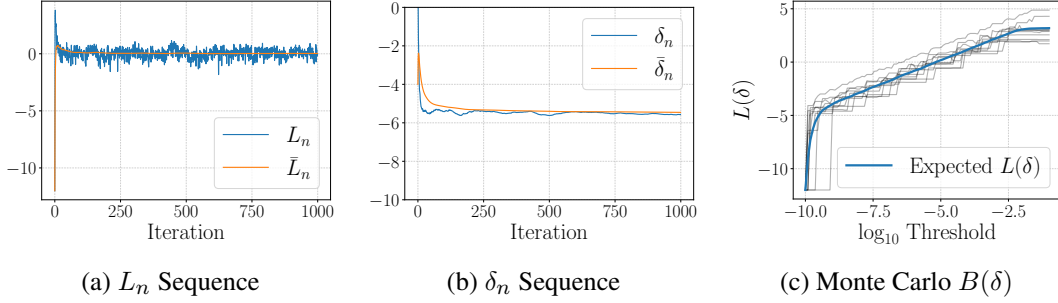 0
−5
−10
L_n
L̄_n
0
250
500
750
1000
Iteration
(a) L_n Sequence
0
−2
−4
−6
−8
−10
δ_n
δ̄_n
0
250
500
750
1000
Iteration
(b) δ_n Sequence
L(δ)
5
0
−5
−10
Expected L(δ)
−10.0
−7.5
−5.0
−2.5
log₁₀ Threshold
(c) Monte Carlo B(δ)